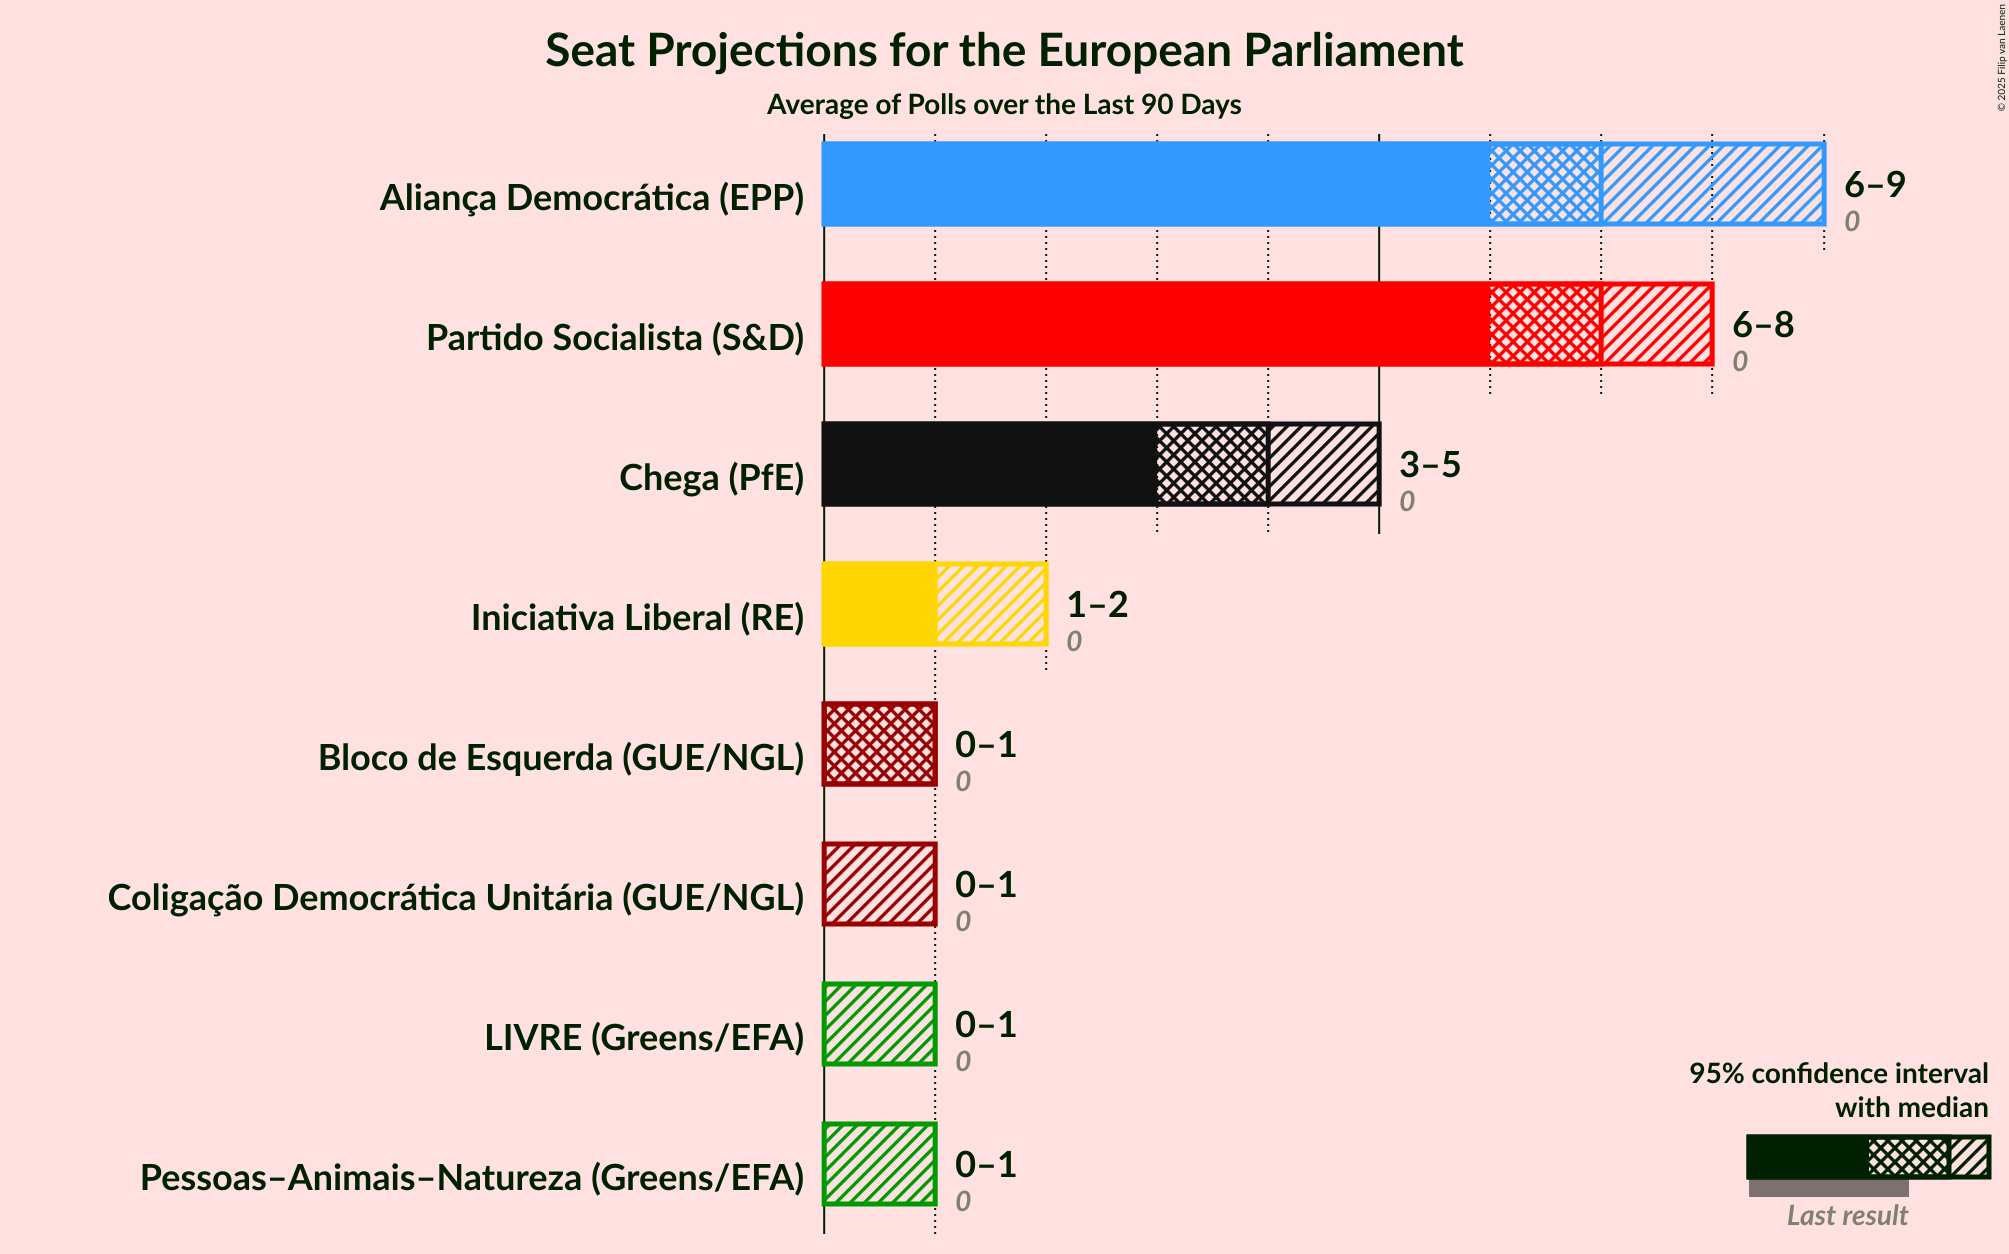 Seat Projections for the European Parliament
Average of Polls over the Last 90 Days
© 2025 Filip van Laenen
Aliança Democrática (EPP)
6–9
0
Partido Socialista (S&D)
6–8
0
Chega (PfE)
3–5
0
Iniciativa Liberal (RE)
1–2
0
Bloco de Esquerda (GUE/NGL)
0–1
0
Coligação Democrática Unitária (GUE/NGL)
0–1
0
LIVRE (Greens/EFA)
0–1
0
Pessoas–Animais–Natureza (Greens/EFA)
0–1
0
95% confidence interval
with median
Last result